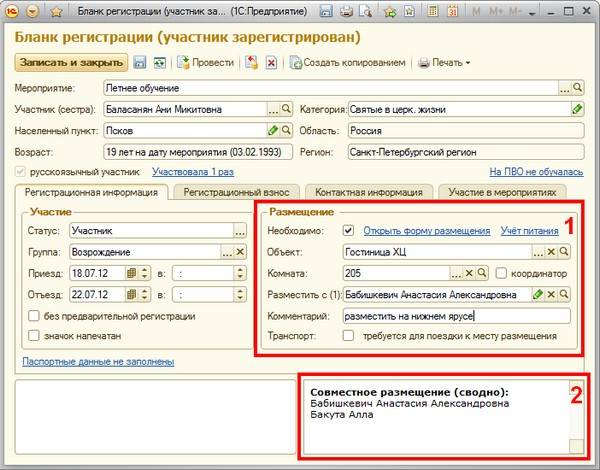 Бланк регистрации (участник за... (1С:Предприятие)
M M+ M-
Бланк регистрации (участник зарегистрирован)
Записать и закрыть Провести Создать копированием Печать
Мероприятие: Летнее обучение
Участник (сестра): Баласанян Ани Микитовна Категория: Святые в церк. жизни
Населенный пункт: Псков Область: Россия
Возраст: 19 лет на дату мероприятия (03.02.1993) Регион: Санкт-Петербургский регион
русскоязычный участник Участвовала 1 раз На ПВО не обучалась
Регистрационная информация Регистрационный взнос Контактная информация Участие в мероприятиях
Участие Размещение 1
Статус: Участник Необходимо: Открыть форму размещения Учёт питания
Группа: Возрождение Объект: Гостиница ХЦ
Приезд: 18.07.12 в: : Комната: 205 координатор
Отъезд: 22.07.12 в: : Разместить с (1): Бабишкевич Анастасия Александровна
без предварительной регистрации Комментарий: разместить на нижнем ярусе
значок напечатан Транспорт: требуется для поездки к месту размещения
Паспортные данные не заполнены
Совместное размещение (сводно): 2
Бабишкевич Анастасия Александровна
Бакута Алла